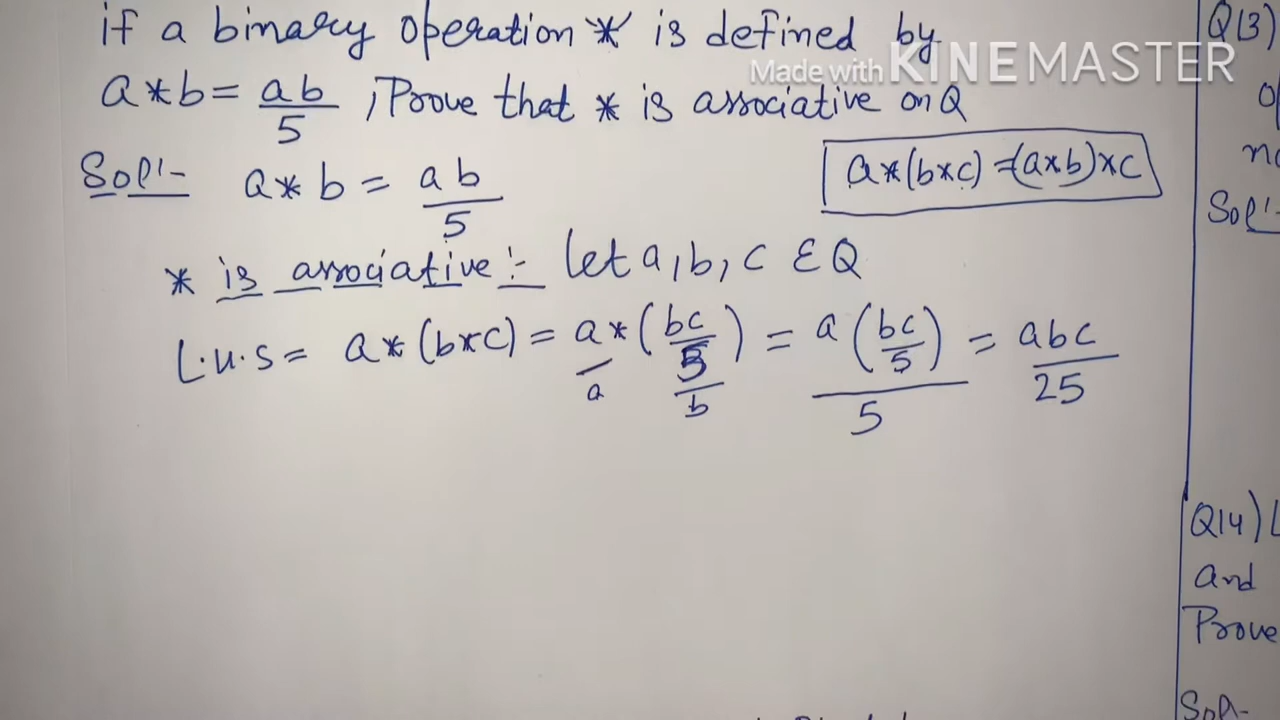 if a binary operation * is defined by
a*b = ab/5 , Prove that * is associative on Q
Sol:- a * b = ab/5
a*(b*c) = (a*b)*c
* is associative :- let a, b, c ∈ Q
L.H.S = a*(b*c) = a*(bc/5) = a(bc/5)/5 = abc/25
a b
Q13)
Sol:-
Q14) L
and
Prove
Sol-
Made with KINEMASTER